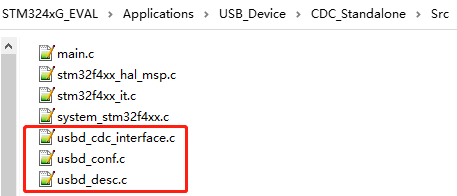 STM324xG_EVAL > Applications > USB_Device > CDC_Standalone > Src
main.c
stm32f4xx_hal_msp.c
stm32f4xx_it.c
system_stm32f4xx.c
usbd_cdc_interface.c
usbd_conf.c
usbd_desc.c